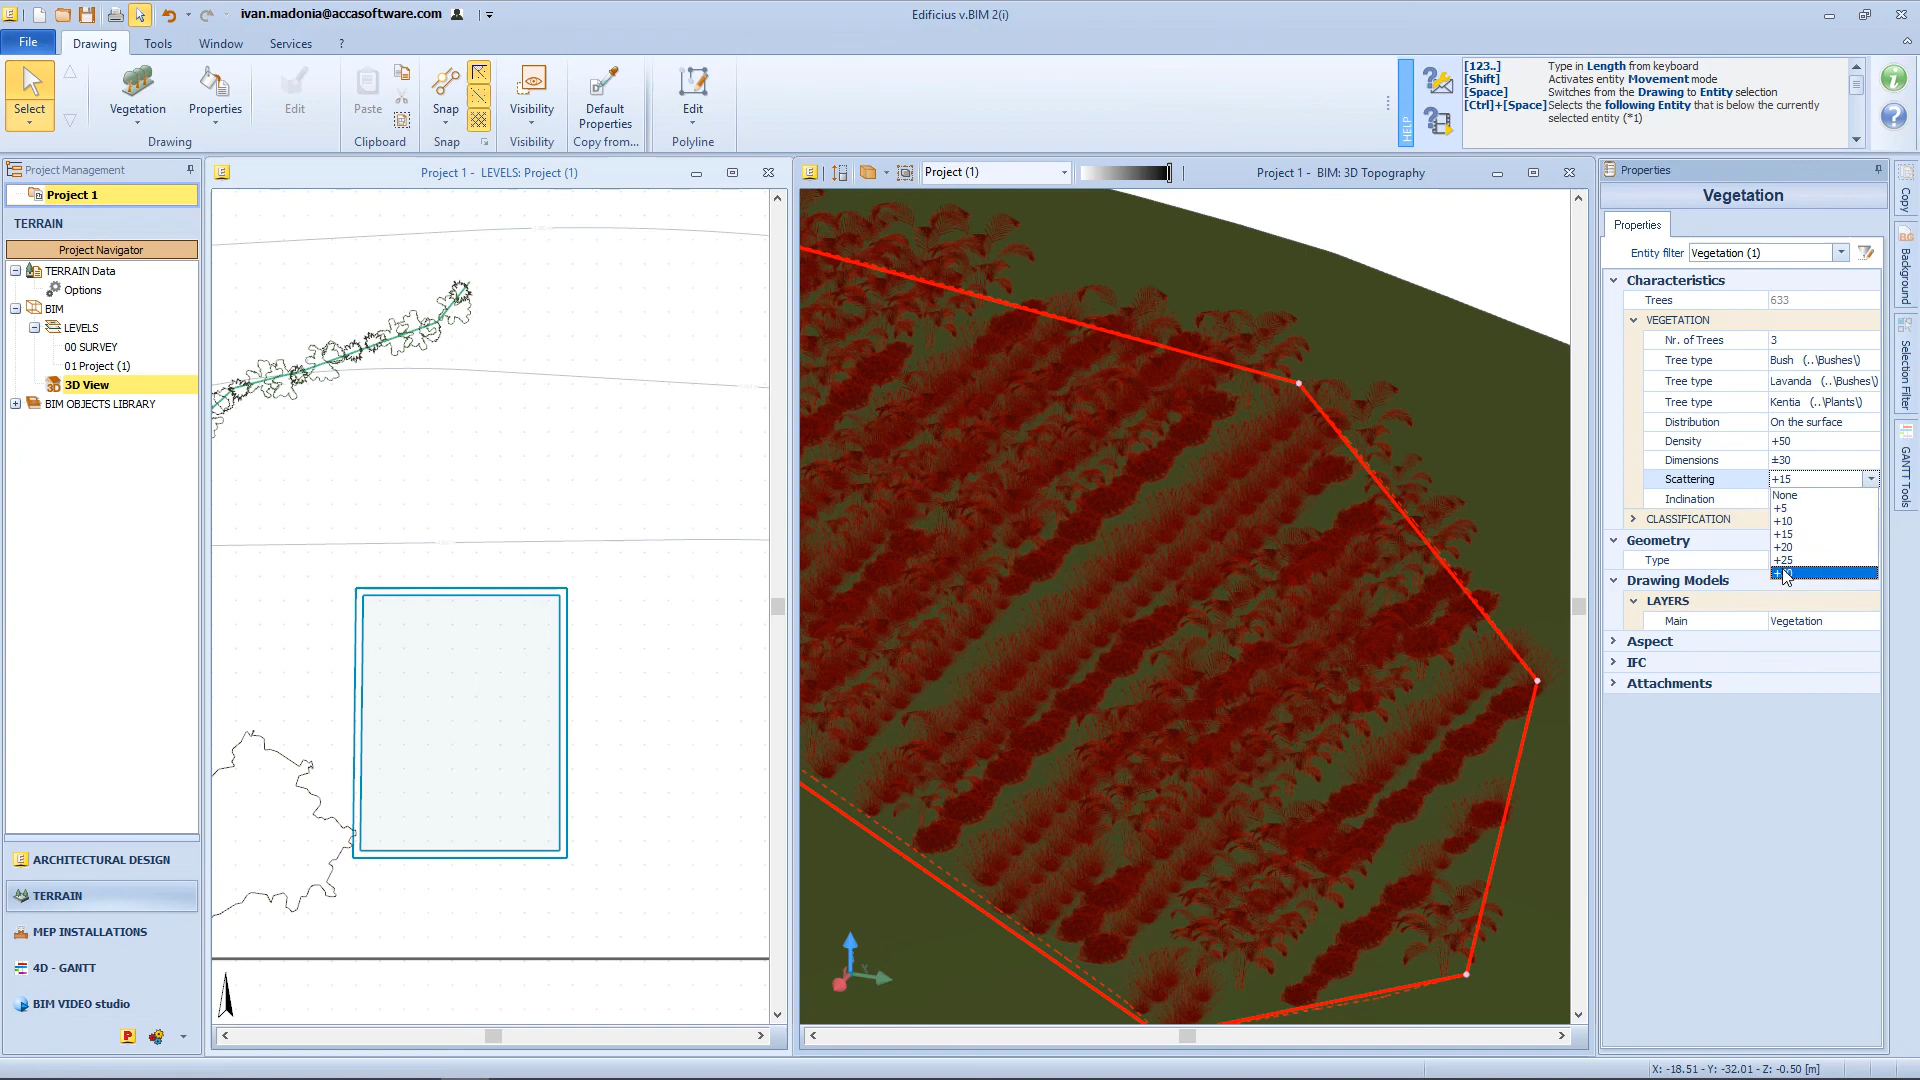 ivan.madonia@accasoftware.com
Edificius v.BIM 2(i)
File
Drawing
Tools
Window
Services
?
Select
Vegetation
Properties
Edit
Paste
Snap
Visibility
Default
Properties
Edit
Drawing
Clipboard
Snap
Visibility
Copy from...
Polyline
HELP
[123..] Type in Length from keyboard
[Shift] Activates entity Movement mode
[Space] Switches from the Drawing to Entity selection
[Ctrl]+[Space] Selects the following Entity that is below the currently
selected entity (*1)
Project Management
Project 1
TERRAIN
Project Navigator
TERRAIN Data
Options
BIM
LEVELS
00 SURVEY
01 Project (1)
3D View
BIM OBJECTS LIBRARY
ARCHITECTURAL DESIGN
TERRAIN
MEP INSTALLATIONS
4D - GANTT
BIM VIDEO studio
Project 1 - LEVELS: Project (1)
Project (1)
Project 1 - BIM: 3D Topography
Properties
Vegetation
Properties
Entity filter Vegetation (1)
Characteristics
Trees 633
VEGETATION
Nr. of Trees 3
Tree type Bush (..\Bushes\)
Tree type Lavanda (..\Bushes\)
Tree type Kentia (..\Plants\)
Distribution On the surface
Density +50
Dimensions ±30
Scattering +15
None
+5
+10
+15
+20
+25
Inclination
CLASSIFICATION
Geometry
Type
Drawing Models
LAYERS
Main Vegetation
Aspect
IFC
Attachments
Copy
Background
Selection Filter
GANTT Tools
X: -18.51 - Y: -32.01 - Z: -0.50 [m]